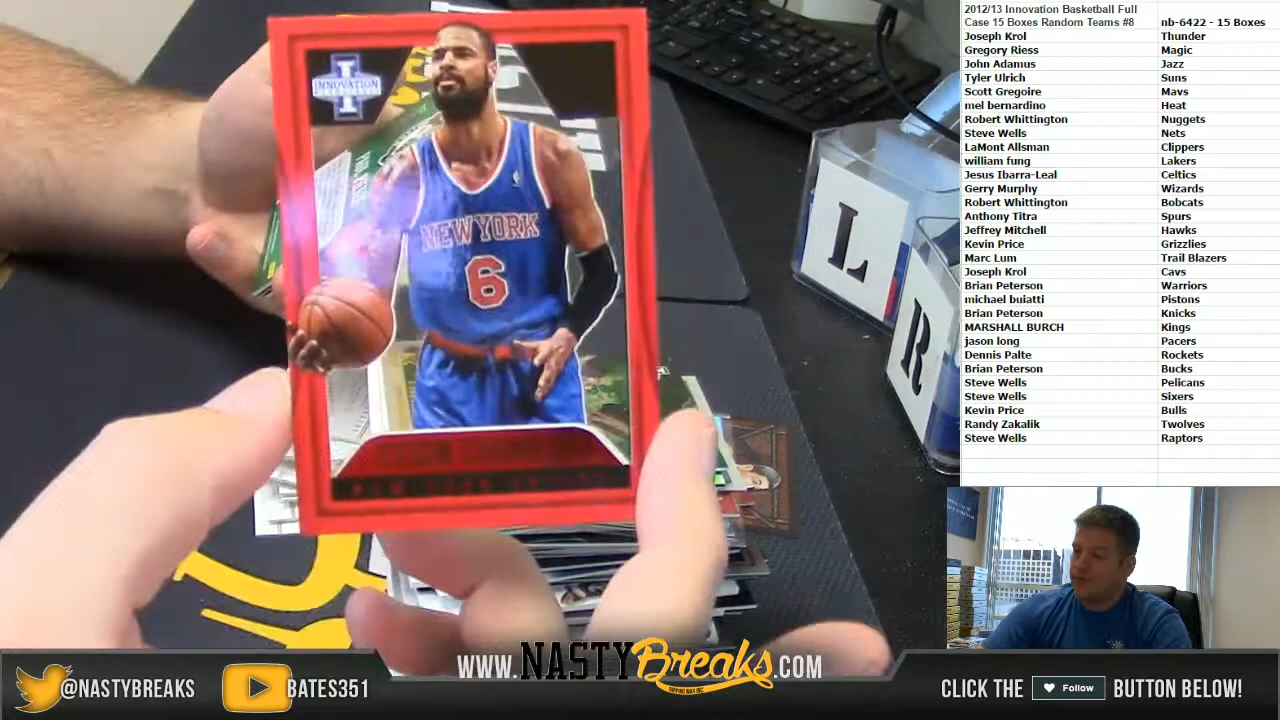 2012/13 Innovation Basketball Full
Case 15 Boxes Random Teams #8 nb-6422 - 15 Boxes
Joseph Krol Thunder
Gregory Riess Magic
John Adamus Jazz
Tyler Ulrich Suns
Scott Gregoire Mavs
mel bernardino Heat
Robert Whittington Nuggets
Steve Wells Nets
LaMont Allsman Clippers
william fung Lakers
Jesus Ibarra-Leal Celtics
Gerry Murphy Wizards
Robert Whittington Bobcats
Anthony Titra Spurs
Jeffrey Mitchell Hawks
Kevin Price Grizzlies
Marc Lum Trail Blazers
Joseph Krol Cavs
Brian Peterson Warriors
michael buiatti Pistons
Brian Peterson Knicks
MARSHALL BURCH Kings
jason long Pacers
Dennis Palte Rockets
Brian Peterson Bucks
Steve Wells Pelicans
Steve Wells Sixers
Kevin Price Bulls
Randy Zakalik Twolves
Steve Wells Raptors
I
INNOVATION
NEW YORK
6
L
R
@NASTYBREAKS
BATES351
WWW.NASTYBreaks.COM
CLICK THE Follow BUTTON BELOW!